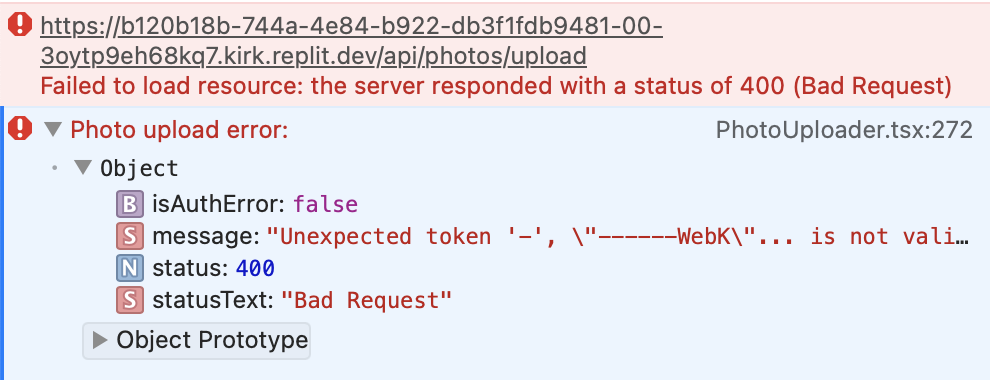 https://b120b18b-744a-4e84-b922-db3f1fdb9481-00-
3oytp9eh68kq7.kirk.replit.dev/api/photos/upload
Failed to load resource: the server responded with a status of 400 (Bad Request)
Photo upload error: PhotoUploader.tsx:272
Object
B isAuthError: false
S message: "Unexpected token '-', \"------WebK\"... is not vali…
N status: 400
S statusText: "Bad Request"
Object Prototype